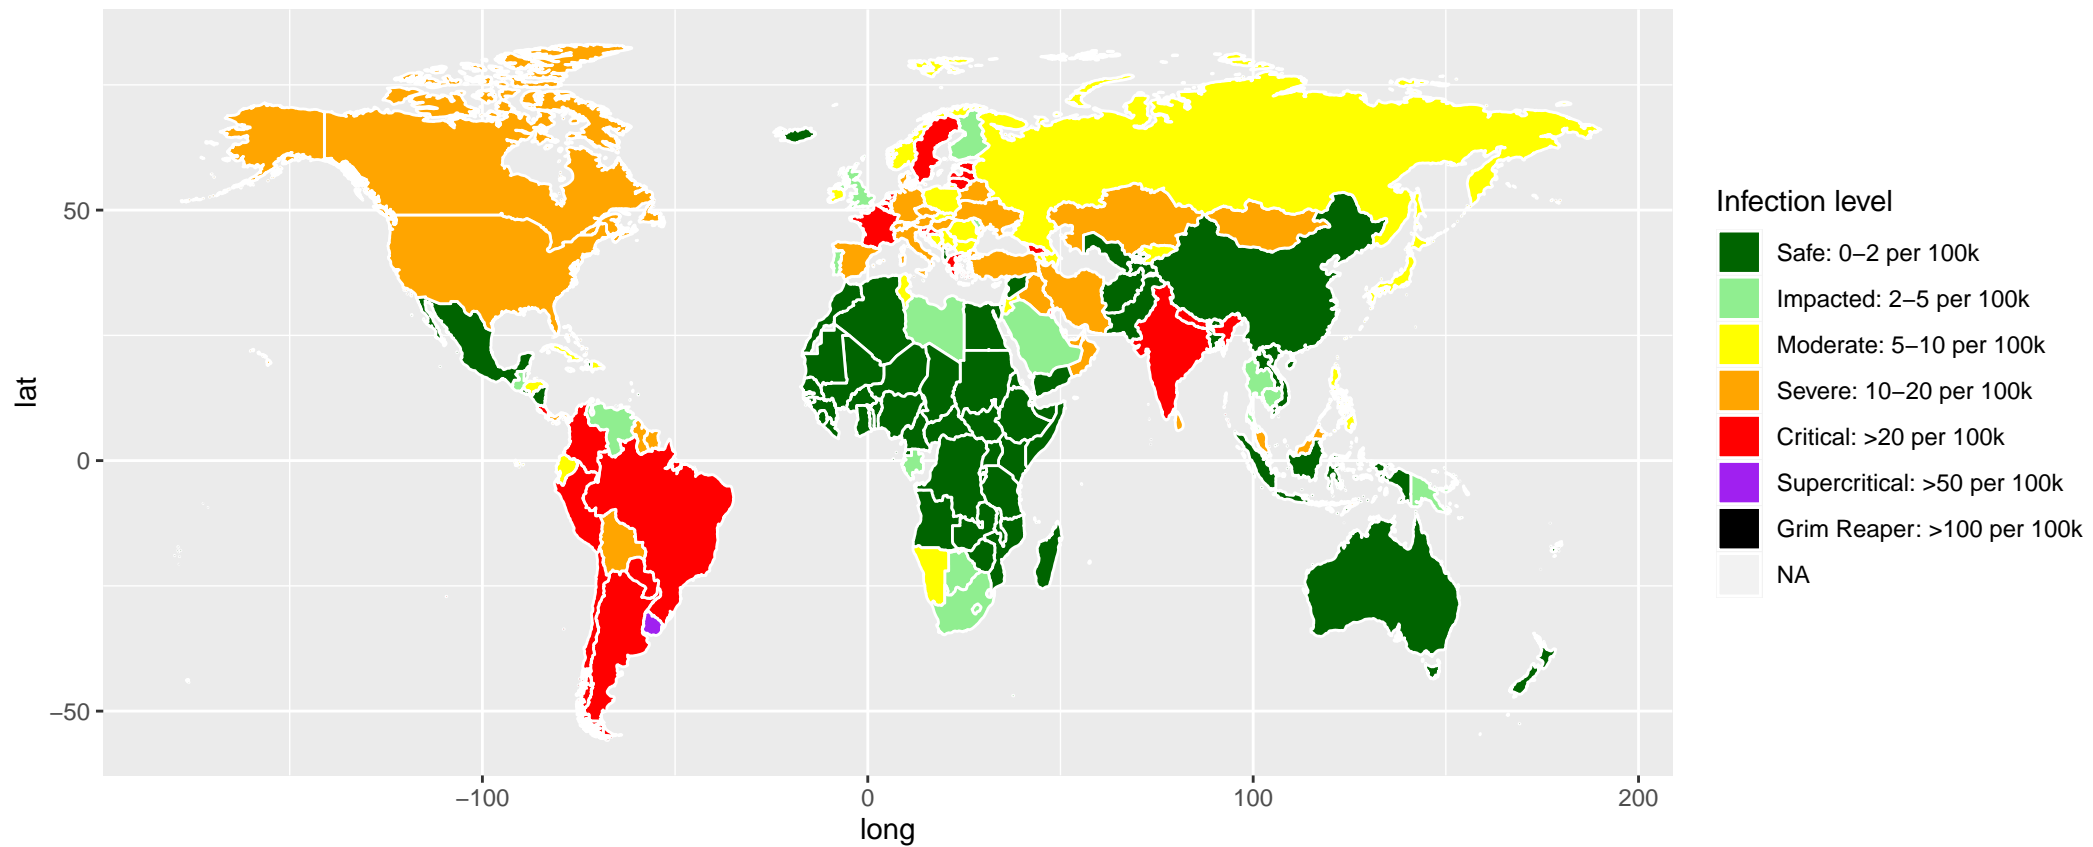 Infection level
Safe: 0–2 per 100k
Impacted: 2–5 per 100k
Moderate: 5–10 per 100k
Severe: 10–20 per 100k
Critical: >20 per 100k
Supercritical: >50 per 100k
Grim Reaper: >100 per 100k
NA
lat
50
0
−50
−100
0
100
200
long